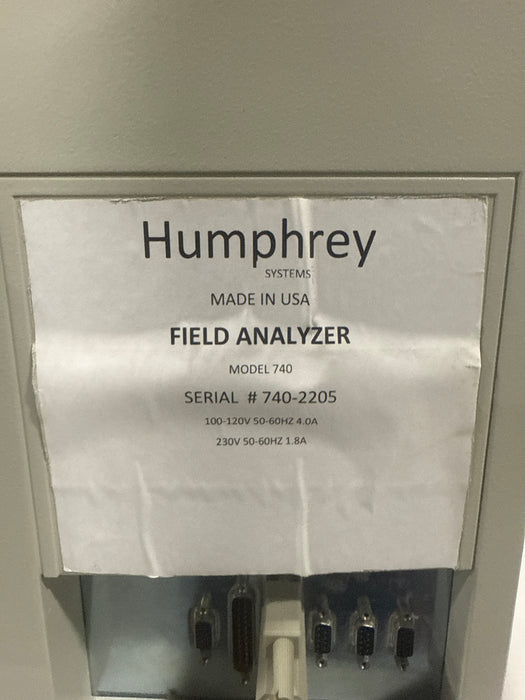 Humphrey
SYSTEMS
MADE IN USA
FIELD ANALYZER
MODEL 740
SERIAL # 740-2205
100-120V 50-60HZ 4.0A
230V 50-60HZ 1.8A